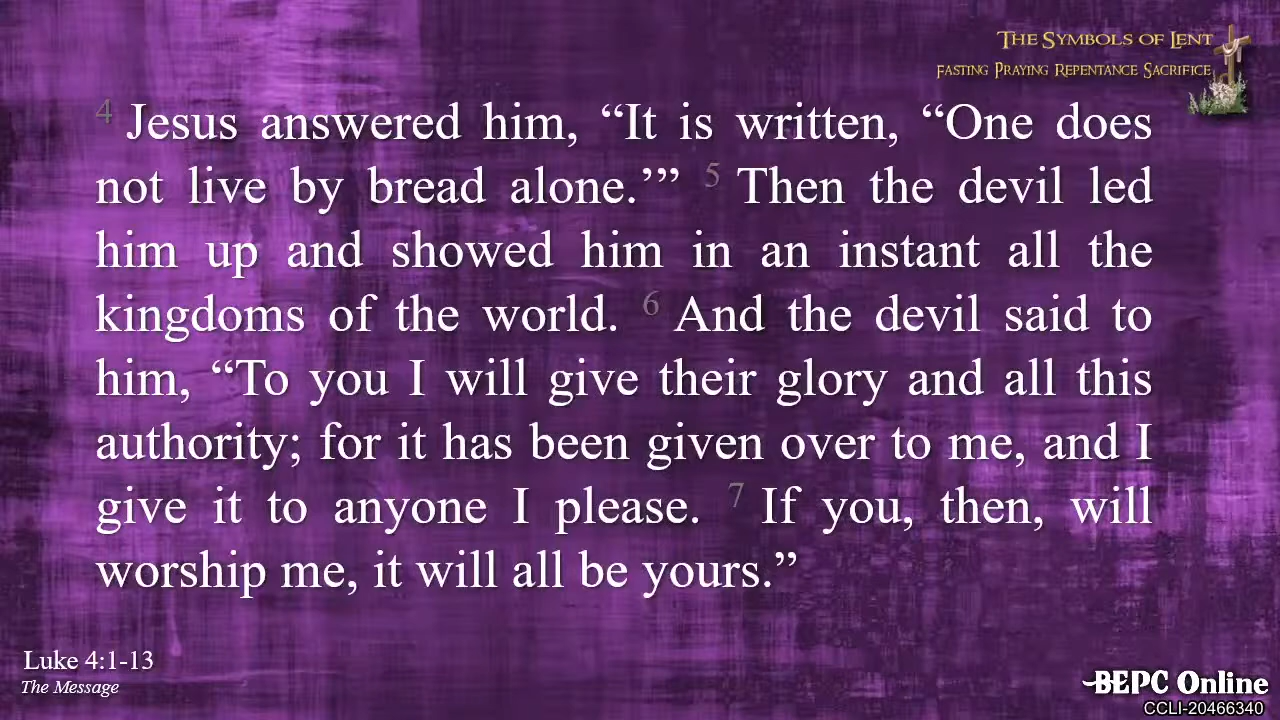 THE SYMBOLS OF LENT
FASTING PRAYING REPENTANCE SACRIFICE
4 Jesus answered him, “It is written, “One does
not live by bread alone.’” 5 Then the devil led
him up and showed him in an instant all the
kingdoms of the world. 6 And the devil said to
him, “To you I will give their glory and all this
authority; for it has been given over to me, and I
give it to anyone I please. 7 If you, then, will
worship me, it will all be yours.”
Luke 4:1-13
The Message
BEPC Online
CCLI-20466340